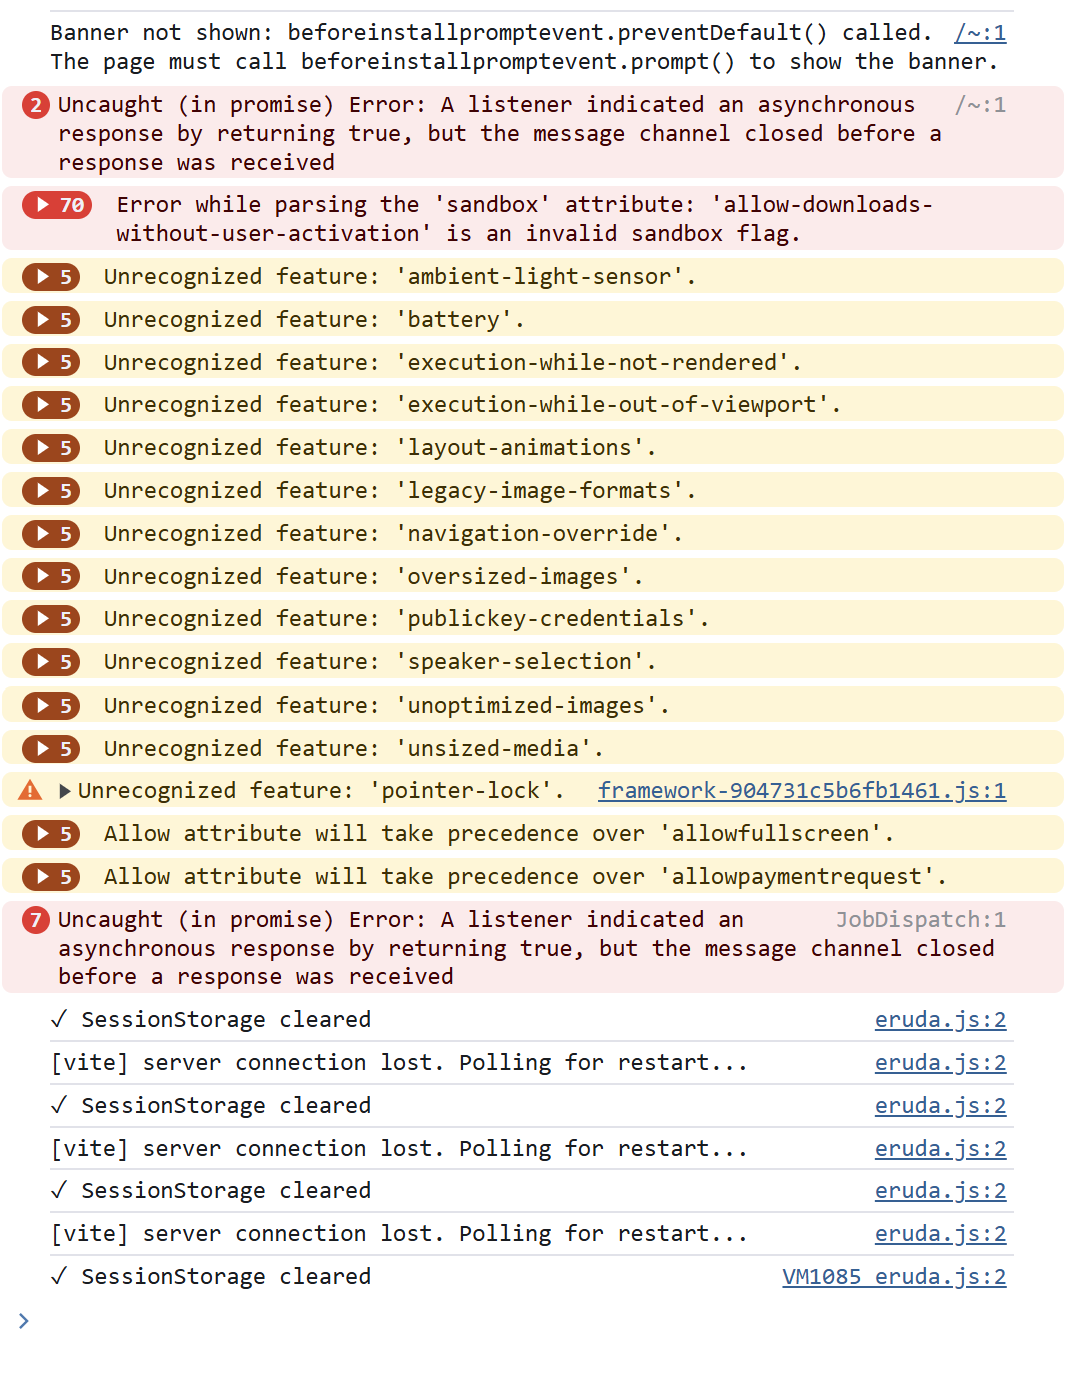 Banner not shown: beforeinstallpromptevent.preventDefault() called. /~:1
The page must call beforeinstallpromptevent.prompt() to show the banner.
2 Uncaught (in promise) Error: A listener indicated an asynchronous /~:1
response by returning true, but the message channel closed before a
response was received
70 Error while parsing the 'sandbox' attribute: 'allow-downloads-
without-user-activation' is an invalid sandbox flag.
5 Unrecognized feature: 'ambient-light-sensor'.
5 Unrecognized feature: 'battery'.
5 Unrecognized feature: 'execution-while-not-rendered'.
5 Unrecognized feature: 'execution-while-out-of-viewport'.
5 Unrecognized feature: 'layout-animations'.
5 Unrecognized feature: 'legacy-image-formats'.
5 Unrecognized feature: 'navigation-override'.
5 Unrecognized feature: 'oversized-images'.
5 Unrecognized feature: 'publickey-credentials'.
5 Unrecognized feature: 'speaker-selection'.
5 Unrecognized feature: 'unoptimized-images'.
5 Unrecognized feature: 'unsized-media'.
Unrecognized feature: 'pointer-lock'. framework-904731c5b6fb1461.js:1
5 Allow attribute will take precedence over 'allowfullscreen'.
5 Allow attribute will take precedence over 'allowpaymentrequest'.
7 Uncaught (in promise) Error: A listener indicated an JobDispatch:1
asynchronous response by returning true, but the message channel closed
before a response was received
✓ SessionStorage cleared eruda.js:2
[vite] server connection lost. Polling for restart... eruda.js:2
✓ SessionStorage cleared eruda.js:2
[vite] server connection lost. Polling for restart... eruda.js:2
✓ SessionStorage cleared eruda.js:2
[vite] server connection lost. Polling for restart... eruda.js:2
✓ SessionStorage cleared VM1085 eruda.js:2